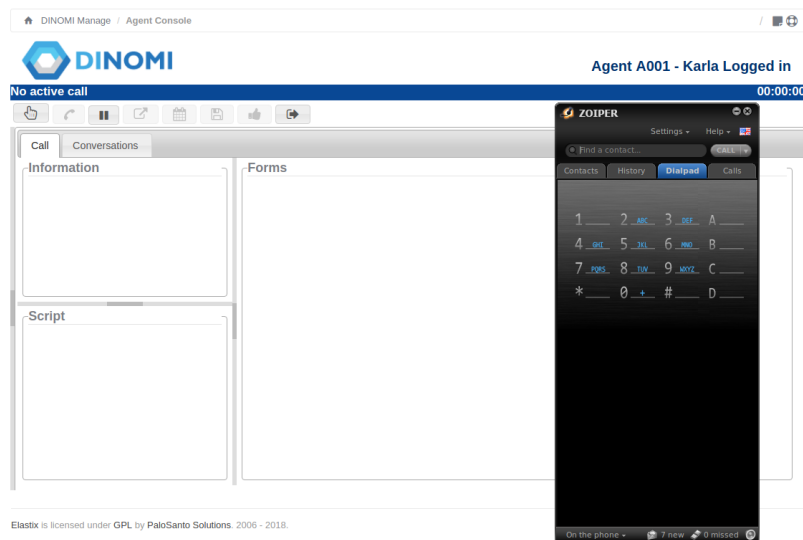 DINOMI Manage / Agent Console /
DINOMI
Agent A001 - Karla Logged in
No active call 00:00:00
Call Conversations
Information
Forms
Script
ZOIPER
Settings Help
Find a contact... CALL
Contacts History Dialpad Calls
1 2 ABC 3 DEF A
4 GHI 5 JKL 6 MNO B
7 PQRS 8 TUV 9 WXYZ C
* 0 + # D
On the phone 7 new 0 missed
Elastix is licensed under GPL by PaloSanto Solutions. 2006 - 2018.